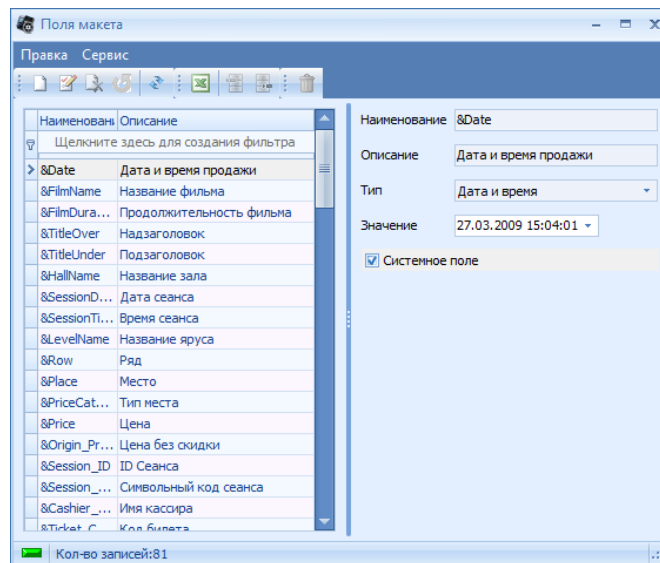 Поля макета
Правка Сервис
Наименовани Описание
Щелкните здесь для создания фильтра
&Date Дата и время продажи
&FilmName Название фильма
&FilmDura... Продолжительность фильма
&TitleOver Надзаголовок
&TitleUnder Подзаголовок
&HallName Название зала
&SessionD... Дата сеанса
&SessionTi... Время сеанса
&LevelName Название яруса
&Row Ряд
&Place Место
&PriceCat... Тип места
&Price Цена
&Origin_Pr... Цена без скидки
&Session_ID ID Сеанса
&Session_... Символьный код сеанса
&Cashier_... Имя кассира
&Ticket_C... Код билета
Наименование &Date
Описание Дата и время продажи
Тип Дата и время
Значение 27.03.2009 15:04:01
Системное поле
Кол-во записей:81